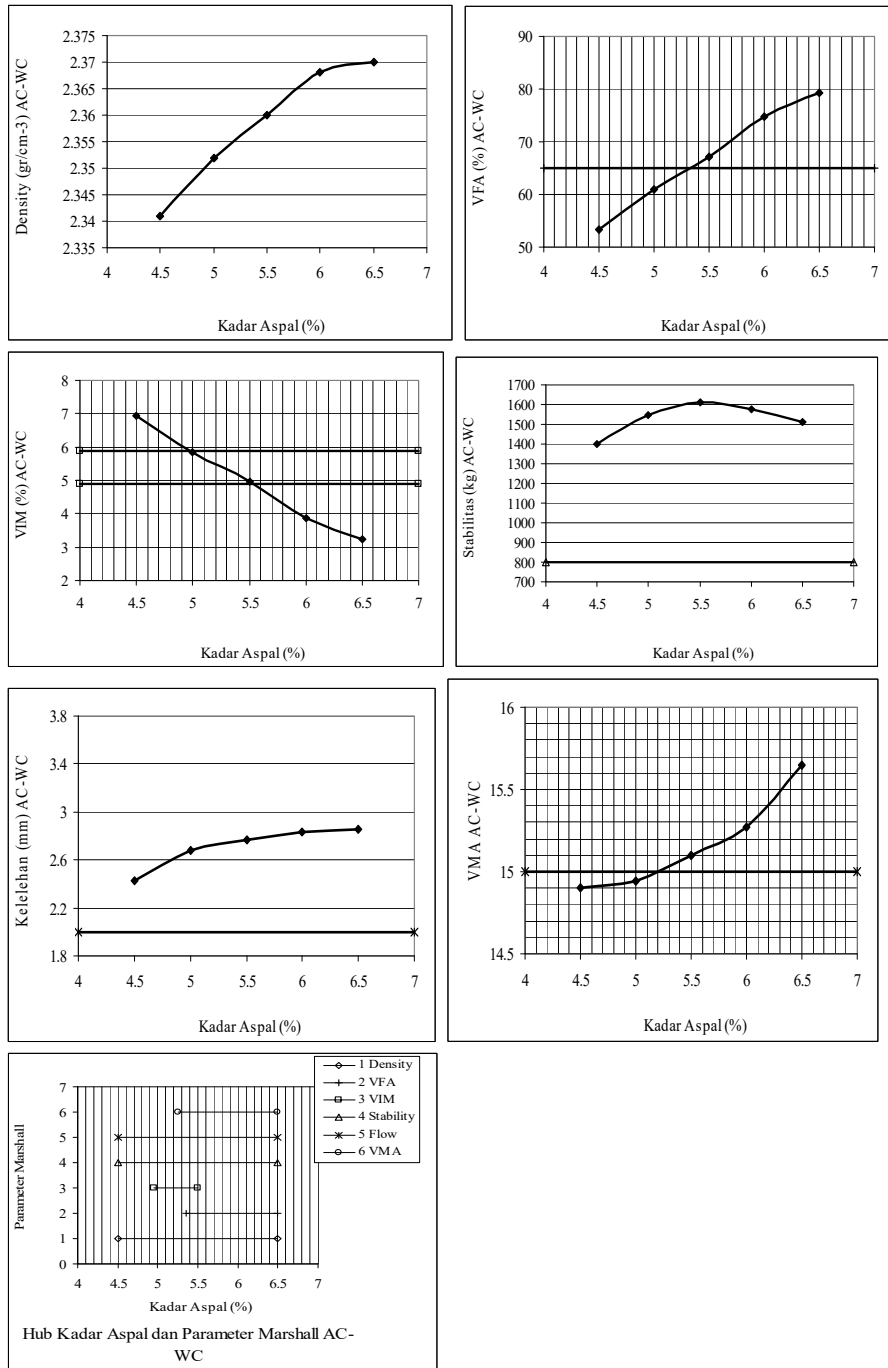 Density (gr/cm-3) AC-WC
2.375
2.37
2.365
2.36
2.355
2.35
2.345
2.34
2.335
4 4.5 5 5.5 6 6.5 7
Kadar Aspal (%)
VFA (%) AC-WC
90
80
70
60
50
4 4.5 5 5.5 6 6.5 7
Kadar Aspal (%)
VIM (%) AC-WC
8
7
6
5
4
3
2
4 4.5 5 5.5 6 6.5 7
Kadar Aspal (%)
Stabilitas (kg) AC-WC
1700
1600
1500
1400
1300
1200
1100
1000
900
800
700
4 4.5 5 5.5 6 6.5 7
Kadar Aspal (%)
Kelelehan (mm) AC-WC
3.8
3.4
3
2.6
2.2
1.8
4 4.5 5 5.5 6 6.5 7
Kadar Aspal (%)
VMA AC-WC
16
15.5
15
14.5
4 4.5 5 5.5 6 6.5 7
Kadar Aspal (%)
1 Density
2 VFA
3 VIM
4 Stability
5 Flow
6 VMA
Parameter Marshall
7
6
5
4
3
2
1
0
4 4.5 5 5.5 6 6.5 7
Kadar Aspal (%)
Hub Kadar Aspal dan Parameter Marshall AC-
WC